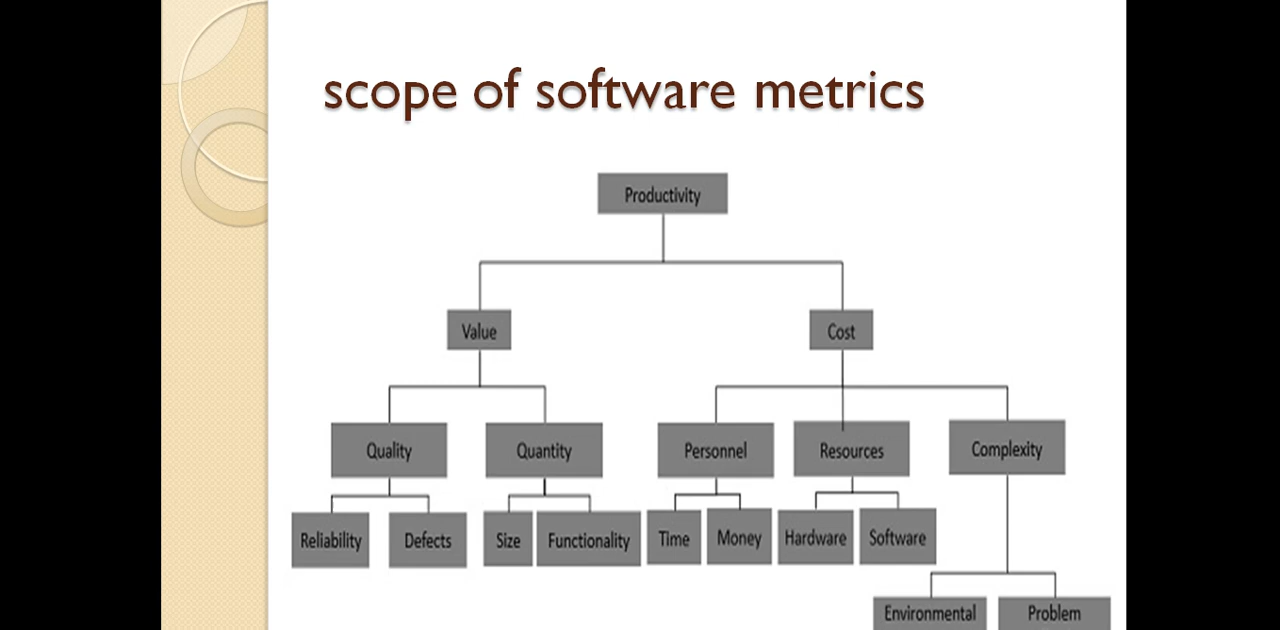 scope of software metrics
Productivity
Value
Cost
Quality
Quantity
Personnel
Resources
Complexity
Reliability
Defects
Size
Functionality
Time
Money
Hardware
Software
Environmental
Problem